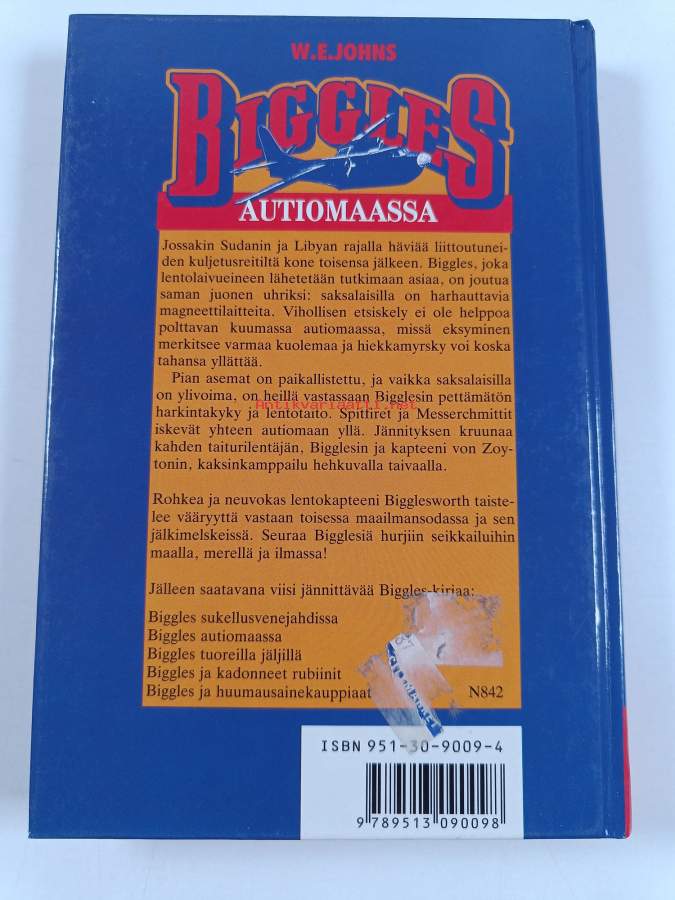 W.E.JOHNS
BIGGLES
AUTIOMAASSA
Jossakin Sudanin ja Libyan rajalla häviää liittoutunei-
den kuljetusreitiltä kone toisensa jälkeen. Biggles, joka
lentolaivueineen lähetetään tutkimaan asiaa, on joutua
saman juonen uhriksi: saksalaisilla on harhauttavia
magneettilaitteita. Vihollisen etsiskely ei ole helppoa
polttavan kuumassa autiomaassa, missä eksyminen
merkitsee varmaa kuolemaa ja hiekkamyrsky voi koska
tahansa yllättää.
Pian asemat on paikallistettu, ja vaikka saksalaisilla
on ylivoima, on heillä vastassaan Bigglesin pettämätön
harkintakyky ja lentotaito. Spitfiret ja Messerchmittit
Antikvariaatti.net
iskevät yhteen autiomaan yllä. Jännityksen kruunaa
kahden taiturilentäjän, Bigglesin ja kapteeni von Zoy-
tonin, kaksinkamppailu hehkuvalla taivaalla.
Rohkea ja neuvokas lentokapteeni Bigglesworth taiste-
lee vääryyttä vastaan toisessa maailmansodassa ja sen
jälkimelskeissä. Seuraa Bigglesiä hurjiin seikkailuihin
maalla, merellä ja ilmassa!
Jälleen saatavana viisi jännittävää Biggles-kirjaa:
Biggles sukellusvenejahdissa
Biggles autiomaassa
Biggles tuoreilla jäljillä
Biggles ja kadonneet rubiinit
Biggles ja huumausainekauppiaat N842
ISBN 951-30-9009-4
9 789513 090098